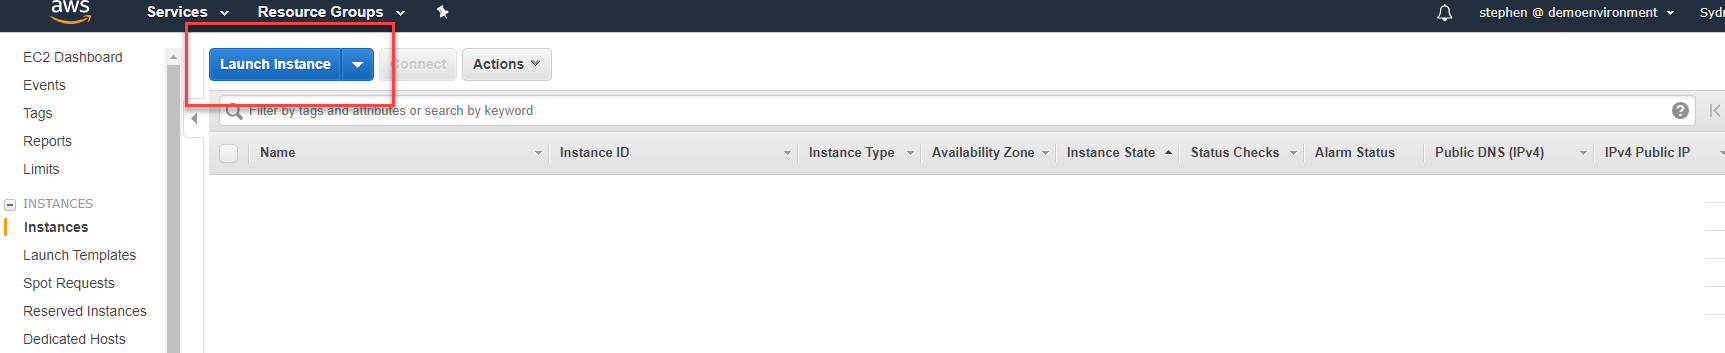 aws Services Resource Groups stephen @ demoenvironment Sydn
EC2 Dashboard
Events
Tags
Reports
Limits
INSTANCES
Instances
Launch Templates
Spot Requests
Reserved Instances
Dedicated Hosts
Launch Instance Connect Actions
Filter by tags and attributes or search by keyword ?
Name Instance ID Instance Type Availability Zone Instance State Status Checks Alarm Status Public DNS (IPv4) IPv4 Public IP